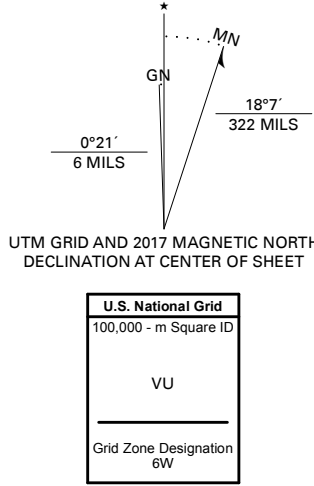 ★
MN
GN
0°21´
6 MILS
18°7´
322 MILS
UTM GRID AND 2017 MAGNETIC NORTH
DECLINATION AT CENTER OF SHEET
U.S. National Grid
100,000 - m Square ID
VU
Grid Zone Designation
6W